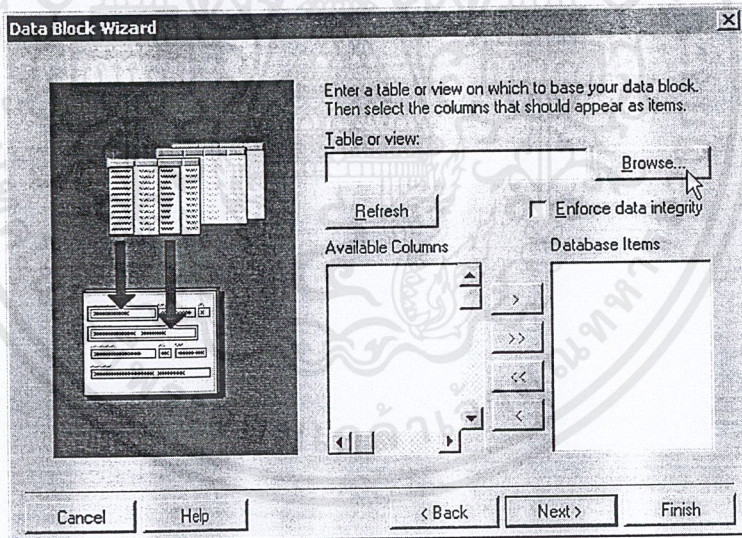 Data Block Wizard
Enter a table or view on which to base your data block.
Then select the columns that should appear as items.
Table or view:
Browse...
Refresh
Enforce data integrity
Available Columns
Database Items
>
>>
<<
<
Cancel
Help
< Back
Next >
Finish